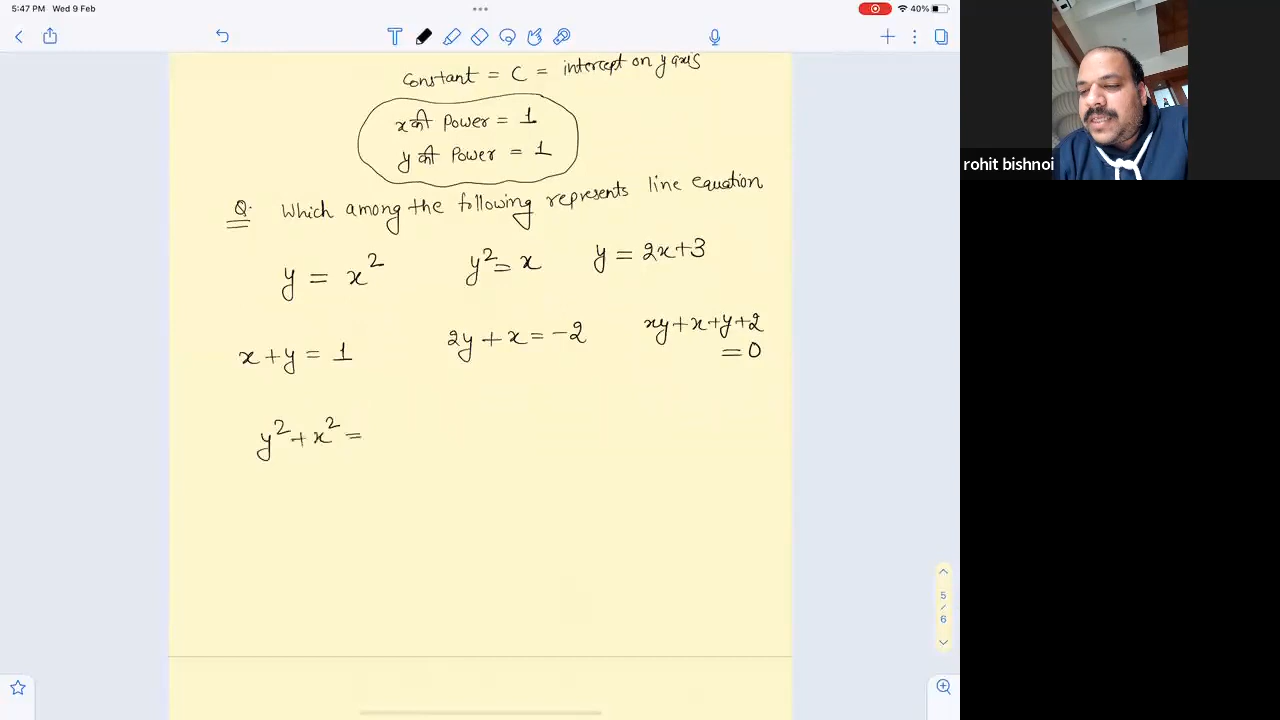 5:47 PM Wed 9 Feb
40%
Constant = C = intercept on y axis
x की Power = 1
y की Power = 1
Q. Which among the following represents line equation
y = x² y² = x y = 2x+3
x + y = 1 2y + x = -2 xy + x + y + 2 = 0
y² + x² =
rohit bishnoi
5 / 6